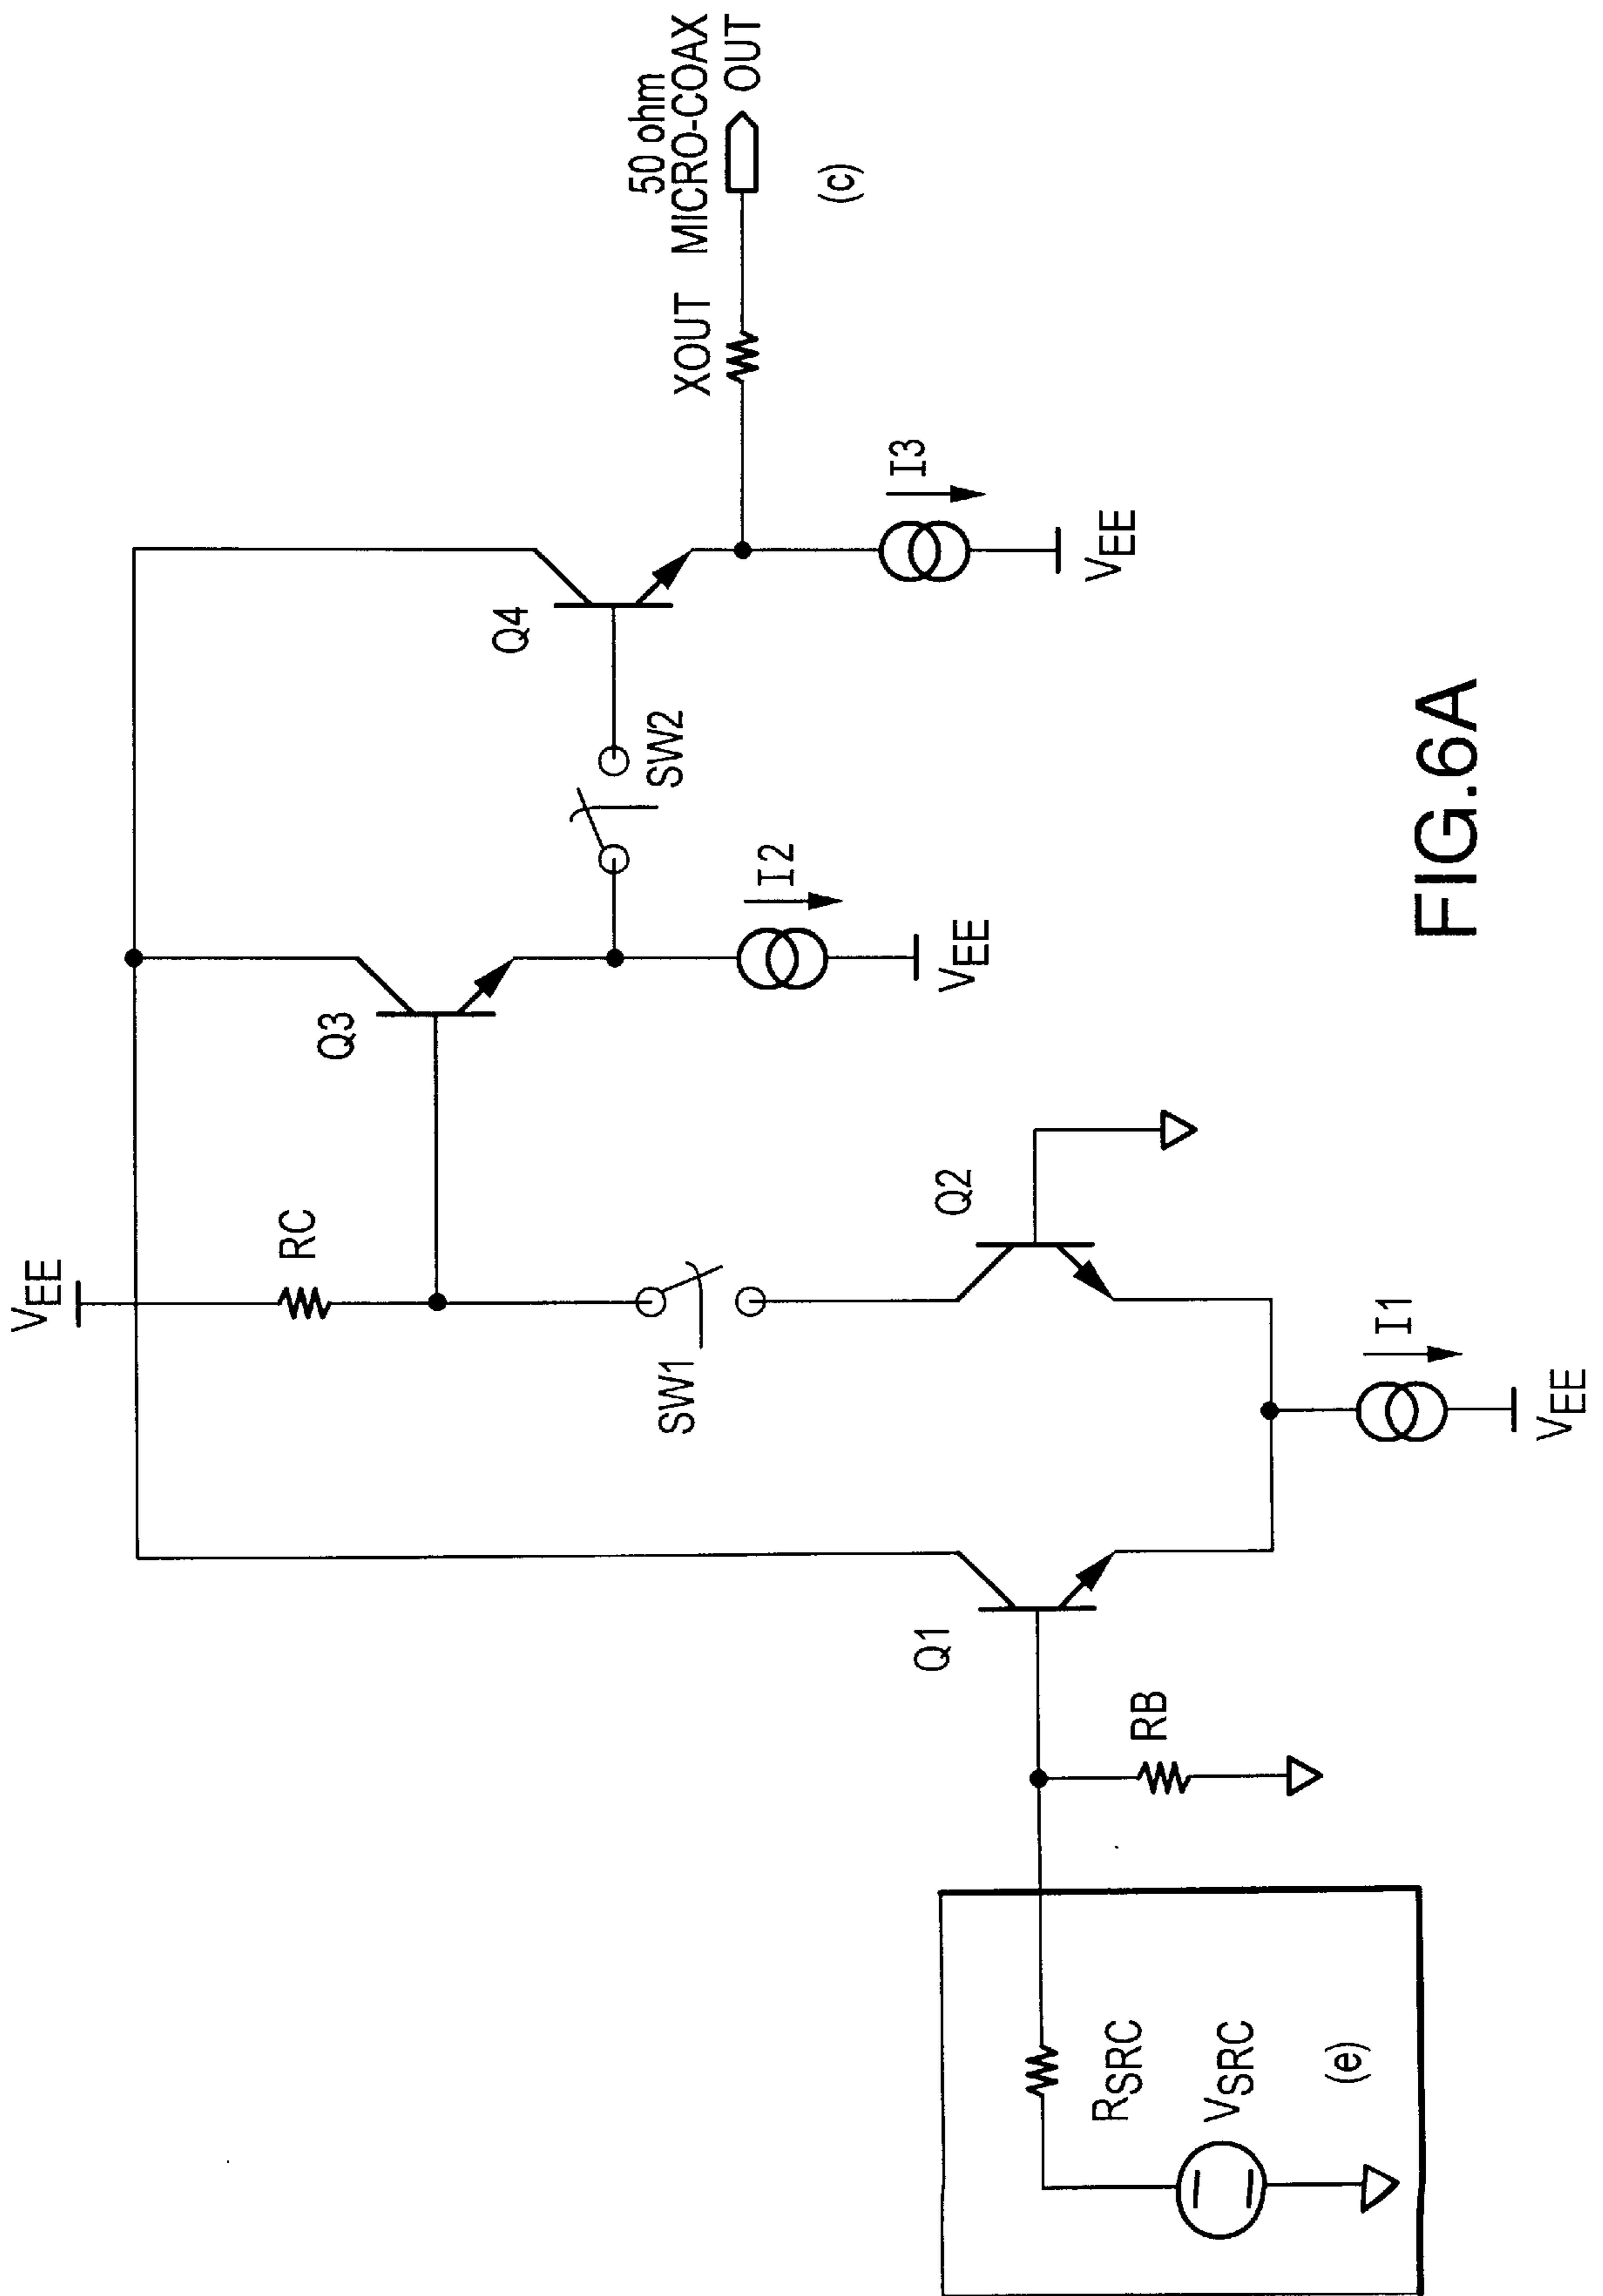 VEE
RC
Q3
Q4
50 ohm
XOUT MICRO-COAX
OUT
(c)
SW1
SW2
I2
VEE
I3
VEE
Q1
Q2
RB
RSRC
VSRC
(e)
I1
VEE
FIG.6A